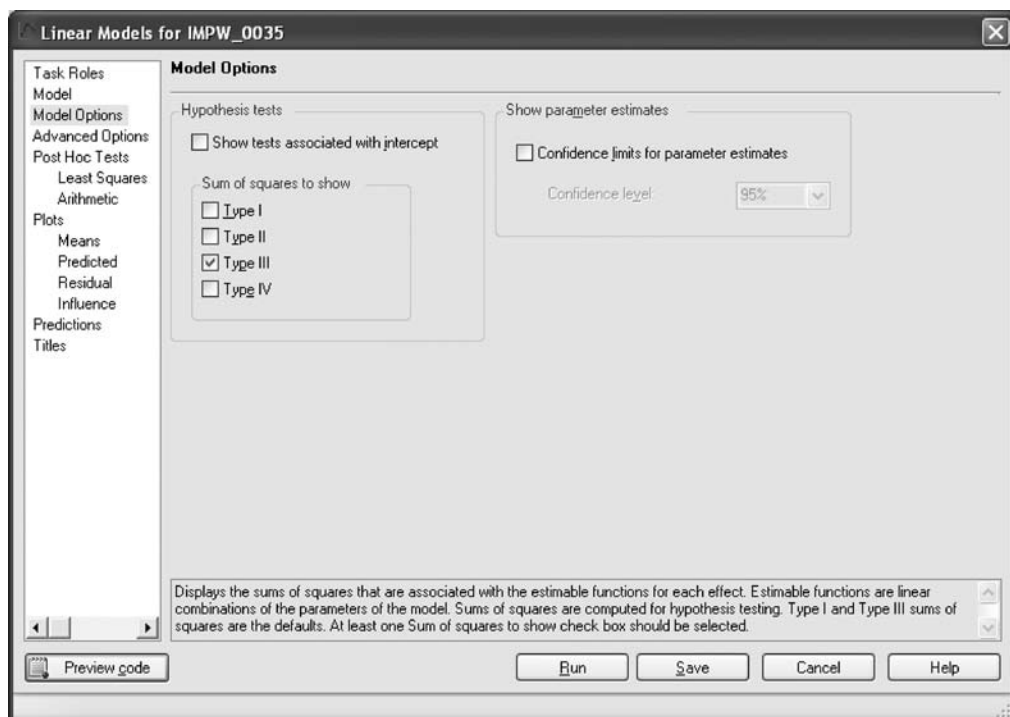 Linear Models for IMPW_0035
Task Roles
Model
Model Options
Advanced Options
Post Hoc Tests
Least Squares
Arithmetic
Plots
Means
Predicted
Residual
Influence
Predictions
Titles
Model Options
Hypothesis tests
Show tests associated with intercept
Sum of squares to show
Type I
Type II
Type III
Type IV
Show parameter estimates
Confidence limits for parameter estimates
Confidence level:
95%
Displays the sums of squares that are associated with the estimable functions for each effect. Estimable functions are linear
combinations of the parameters of the model. Sums of squares are computed for hypothesis testing. Type I and Type III sums of
squares are the defaults. At least one Sum of squares to show check box should be selected.
Preview code
Run
Save
Cancel
Help